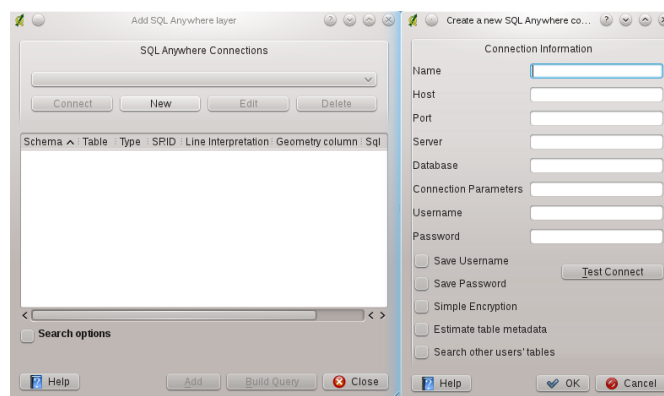 Add SQL Anywhere layer
SQL Anywhere Connections
Connect New Edit Delete
Schema Table Type SRID Line Interpretation Geometry column Sql
Search options
Help Add Build Query Close
Create a new SQL Anywhere co...
Connection Information
Name
Host
Port
Server
Database
Connection Parameters
Username
Password
Save Username
Test Connect
Save Password
Simple Encryption
Estimate table metadata
Search other users' tables
Help OK Cancel